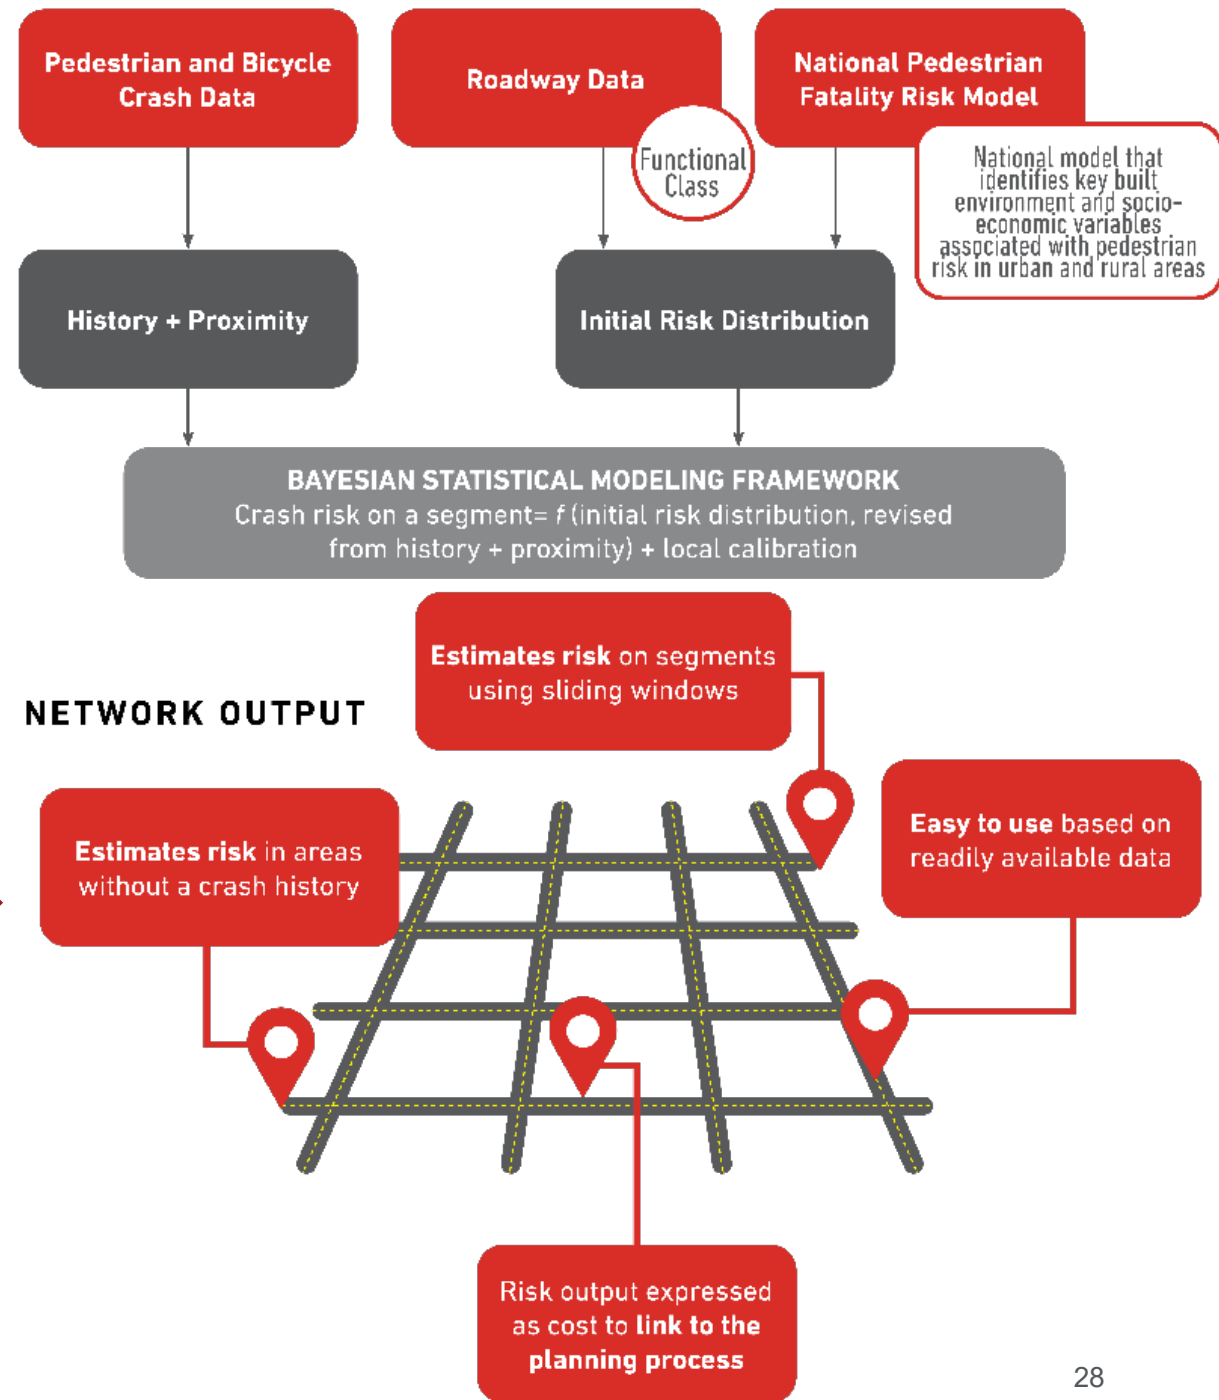 Pedestrian and Bicycle
Crash Data
Roadway Data
Functional
Class
National Pedestrian
Fatality Risk Model
National model that
identifies key built
environment and socio-
economic variables
associated with pedestrian
risk in urban and rural areas
History + Proximity
Initial Risk Distribution
BAYESIAN STATISTICAL MODELING FRAMEWORK
Crash risk on a segment= f (initial risk distribution, revised
from history + proximity) + local calibration
Estimates risk on segments
using sliding windows
NETWORK OUTPUT
Estimates risk in areas
without a crash history
Easy to use based on
readily available data
Risk output expressed
as cost to link to the
planning process
28